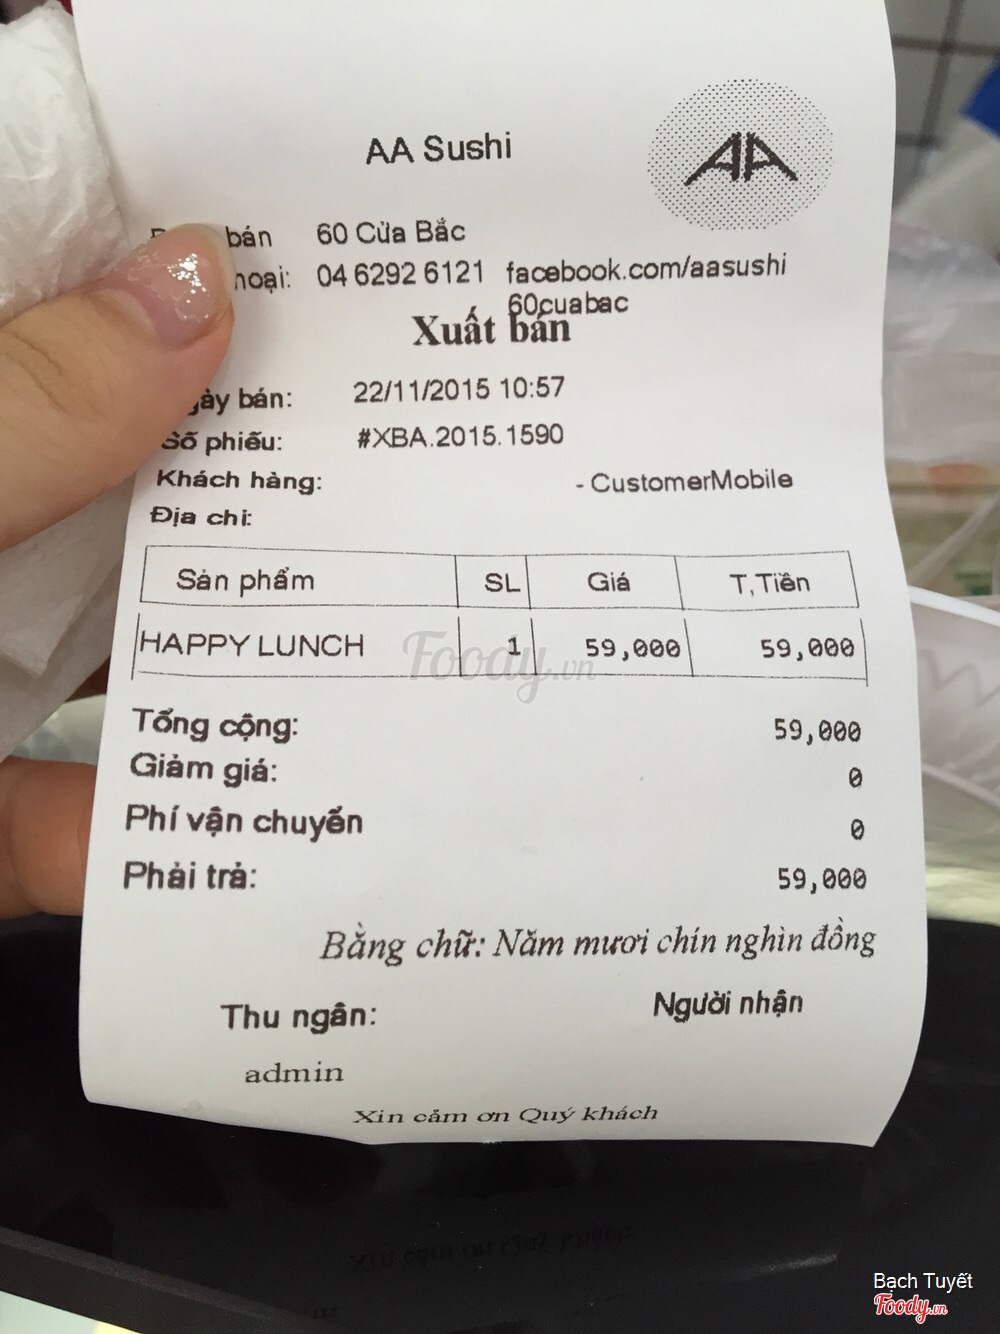 AA Sushi
AA
bán 60 Cửa Bắc
hoại: 04 6292 6121 facebook.com/aasushi
60cuabac
Xuất bán
gày bán: 22/11/2015 10:57
Số phiếu: #XBA.2015.1590
Khách hàng: - CustomerMobile
Địa chỉ:
Sản phẩm SL Giá T,Tiền
HAPPY LUNCH 1 59,000 59,000
Foody.vn
Tổng cộng: 59,000
Giảm giá: 0
Phí vận chuyển 0
Phải trả: 59,000
Bằng chữ: Năm mươi chín nghìn đồng
Thu ngân: Người nhận
admin
Xin cảm ơn Quý khách
Bạch Tuyết
Foody.vn